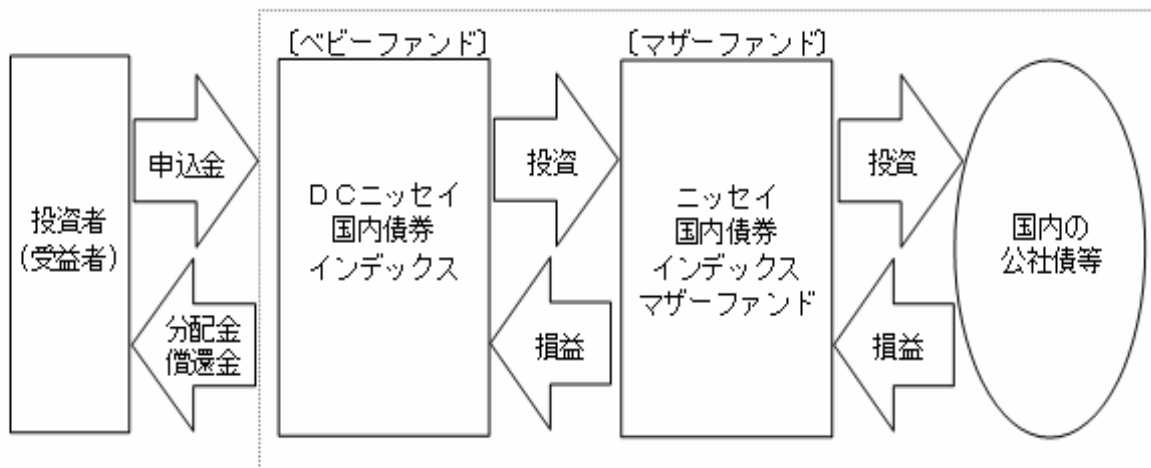 〔ベビーファンド〕
〔マザーファンド〕
投資者
(受益者)
申込金
分配金
償還金
DCニッセイ
国内債券
インデックス
投資
損益
ニッセイ
国内債券
インデックス
マザーファンド
投資
損益
国内の
公社債等